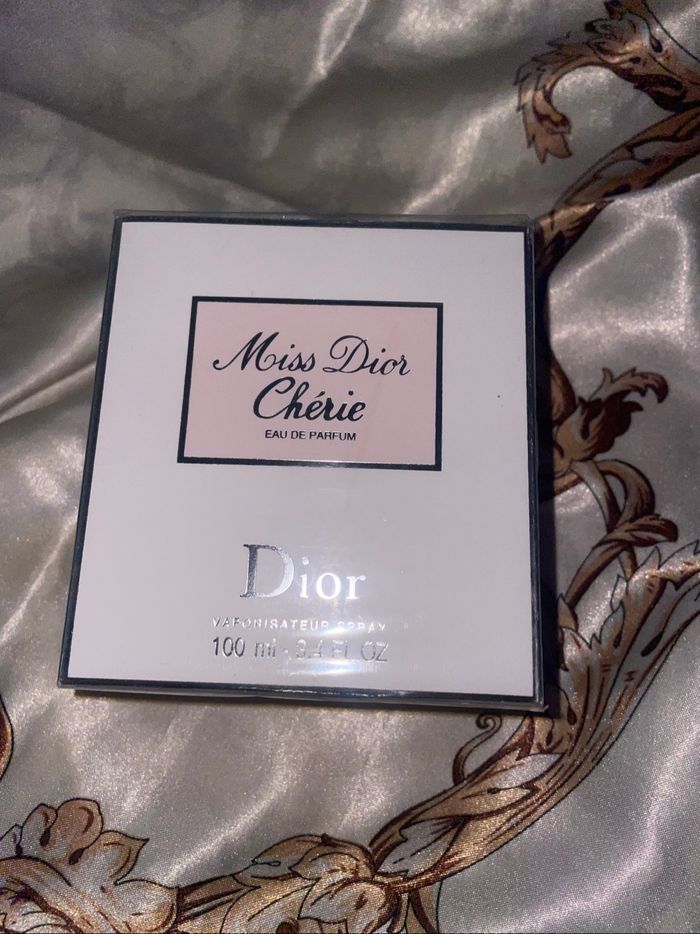 Miss Dior
Chérie
EAU DE PARFUM
Dior
VAPORISATEUR SPRAY
100 ml - 3.4 FL OZ